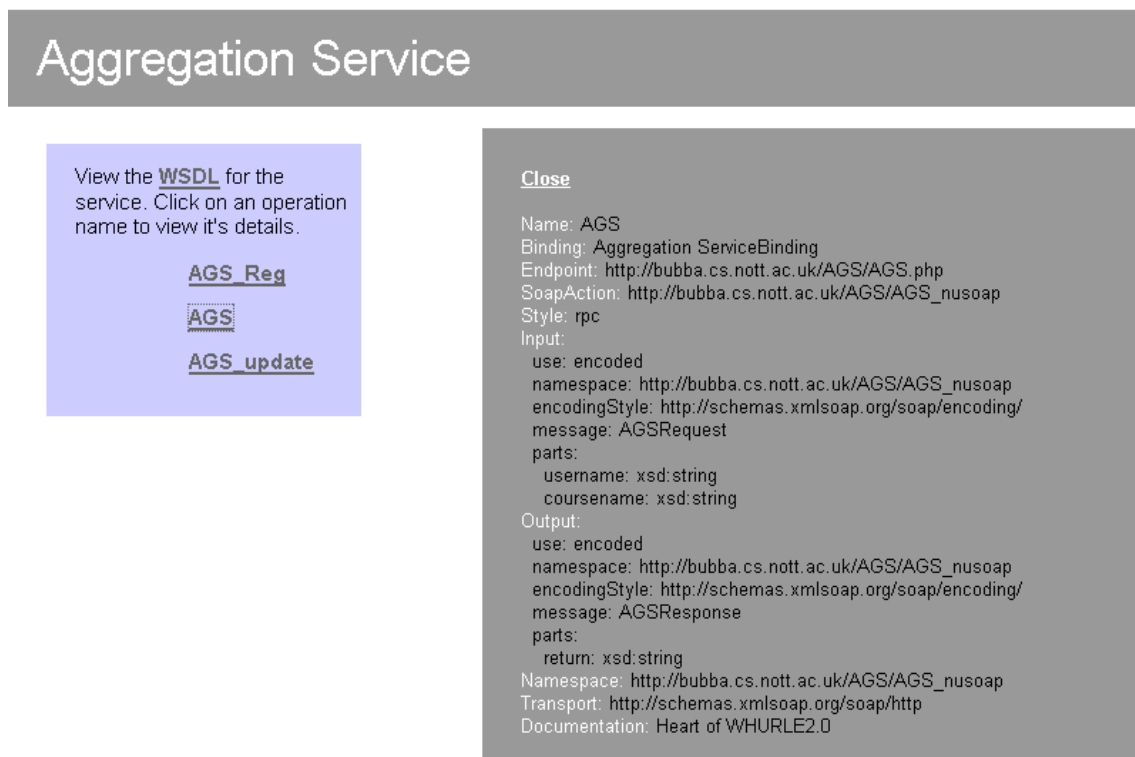 Aggregation Service
View the WSDL for the
service. Click on an operation
name to view it's details.
AGS_Reg
AGS
AGS_update
Close
Name: AGS
Binding: Aggregation ServiceBinding
Endpoint: http://bubba.cs.nott.ac.uk/AGS/AGS.php
SoapAction: http://bubba.cs.nott.ac.uk/AGS/AGS_nusoap
Style: rpc
Input:
use: encoded
namespace: http://bubba.cs.nott.ac.uk/AGS/AGS_nusoap
encodingStyle: http://schemas.xmlsoap.org/soap/encoding/
message: AGSRequest
parts:
username: xsd:string
coursename: xsd:string
Output:
use: encoded
namespace: http://bubba.cs.nott.ac.uk/AGS/AGS_nusoap
encodingStyle: http://schemas.xmlsoap.org/soap/encoding/
message: AGSResponse
parts:
return: xsd:string
Namespace: http://bubba.cs.nott.ac.uk/AGS/AGS_nusoap
Transport: http://schemas.xmlsoap.org/soap/http
Documentation: Heart of WHURLE2.0